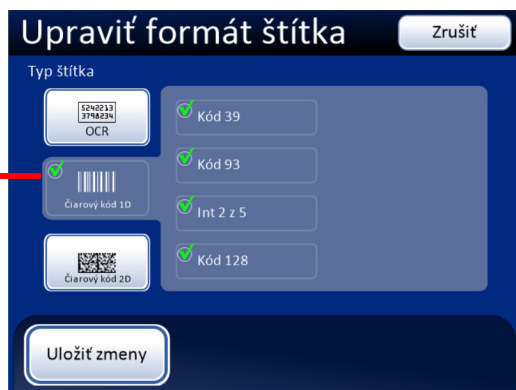 Upraviť formát štítka
Zrušiť
Typ štítka
5242213
3798234
OCR
Čiarový kód 1D
Čiarový kód 2D
Kód 39
Kód 93
Int 2 z 5
Kód 128
Uložiť zmeny